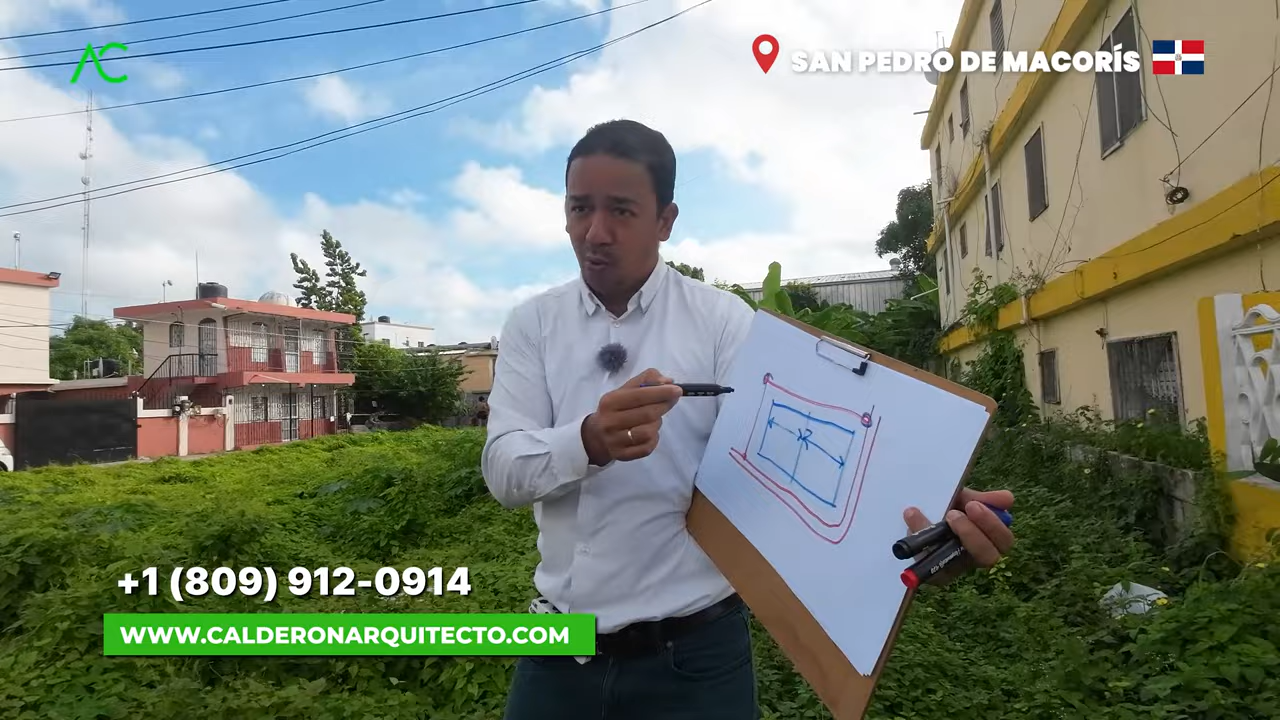 AC
SAN PEDRO DE MACORÍS
+1 (809) 912-0914
WWW.CALDERONARQUITECTO.COM